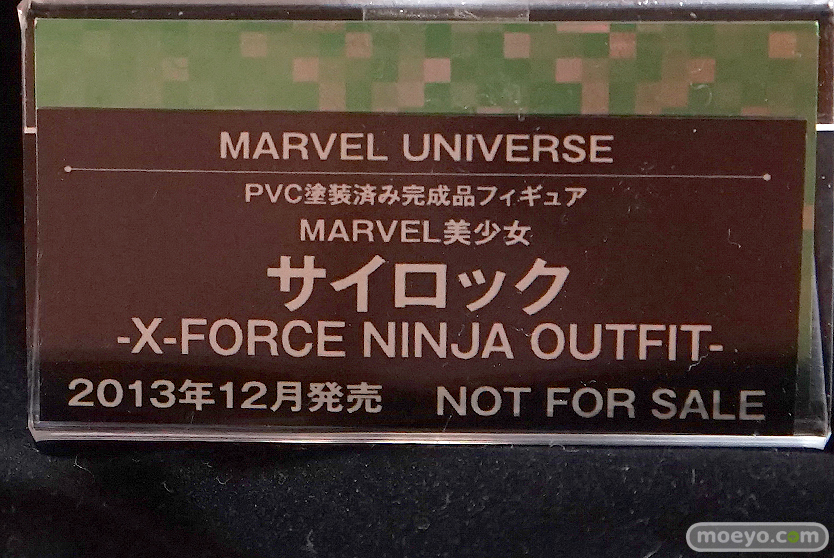 MARVEL UNIVERSE
PVC塗装済み完成品フィギュア
MARVEL美少女
サイロック
-X-FORCE NINJA OUTFIT-
2013年12月発売 NOT FOR SALE
moeyo.com